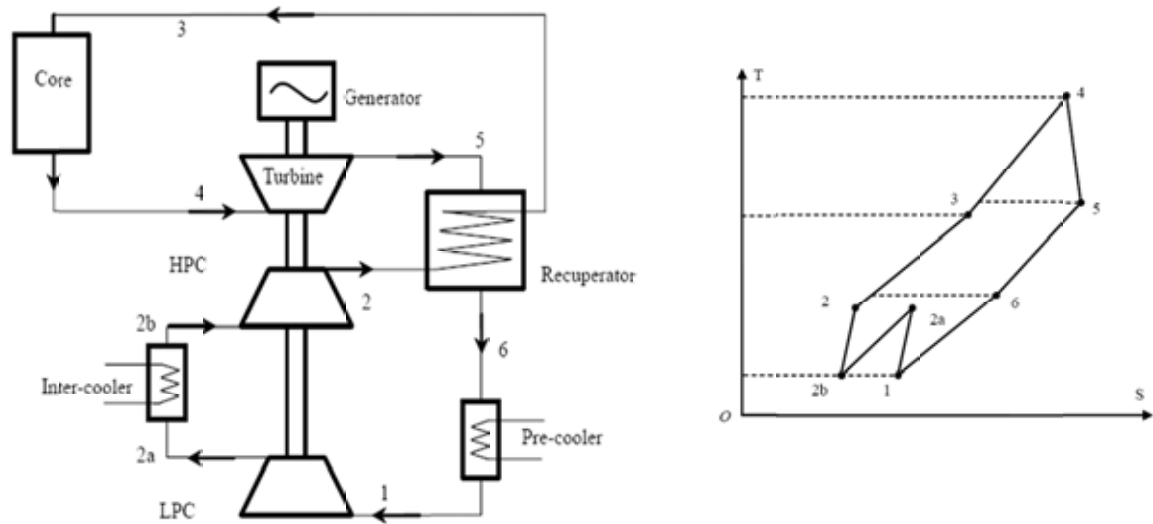 3
Core
Generator
Turbine
5
4
HPC
Recuperator
2
2b
6
Inter-cooler
Pre-cooler
2a
1
LPC
T
4
3
5
2
2a
6
2b
1
S
O